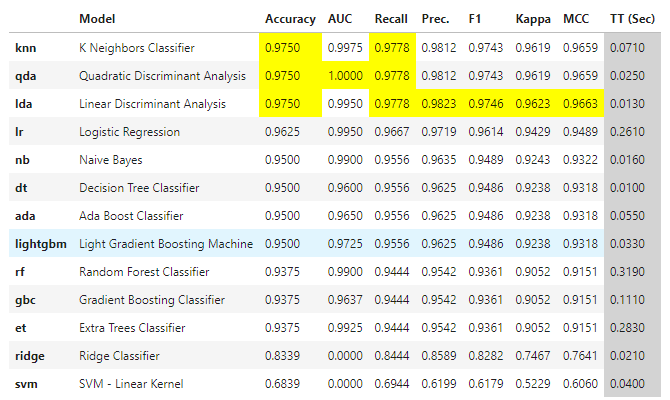 Model Accuracy AUC Recall Prec. F1 Kappa MCC TT (Sec)
knn K Neighbors Classifier 0.9750 0.9975 0.9778 0.9812 0.9743 0.9619 0.9659 0.0710
qda Quadratic Discriminant Analysis 0.9750 1.0000 0.9778 0.9812 0.9743 0.9619 0.9659 0.0250
lda Linear Discriminant Analysis 0.9750 0.9950 0.9778 0.9823 0.9746 0.9623 0.9663 0.0130
lr Logistic Regression 0.9625 0.9950 0.9667 0.9719 0.9614 0.9429 0.9489 0.2610
nb Naive Bayes 0.9500 0.9900 0.9556 0.9635 0.9489 0.9243 0.9322 0.0160
dt Decision Tree Classifier 0.9500 0.9600 0.9556 0.9625 0.9486 0.9238 0.9318 0.0100
ada Ada Boost Classifier 0.9500 0.9650 0.9556 0.9625 0.9486 0.9238 0.9318 0.0550
lightgbm Light Gradient Boosting Machine 0.9500 0.9725 0.9556 0.9625 0.9486 0.9238 0.9318 0.0330
rf Random Forest Classifier 0.9375 0.9900 0.9444 0.9542 0.9361 0.9052 0.9151 0.3190
gbc Gradient Boosting Classifier 0.9375 0.9637 0.9444 0.9542 0.9361 0.9052 0.9151 0.1110
et Extra Trees Classifier 0.9375 0.9925 0.9444 0.9542 0.9361 0.9052 0.9151 0.2830
ridge Ridge Classifier 0.8339 0.0000 0.8444 0.8589 0.8282 0.7467 0.7641 0.0210
svm SVM - Linear Kernel 0.6839 0.0000 0.6944 0.6199 0.6179 0.5229 0.6060 0.0400